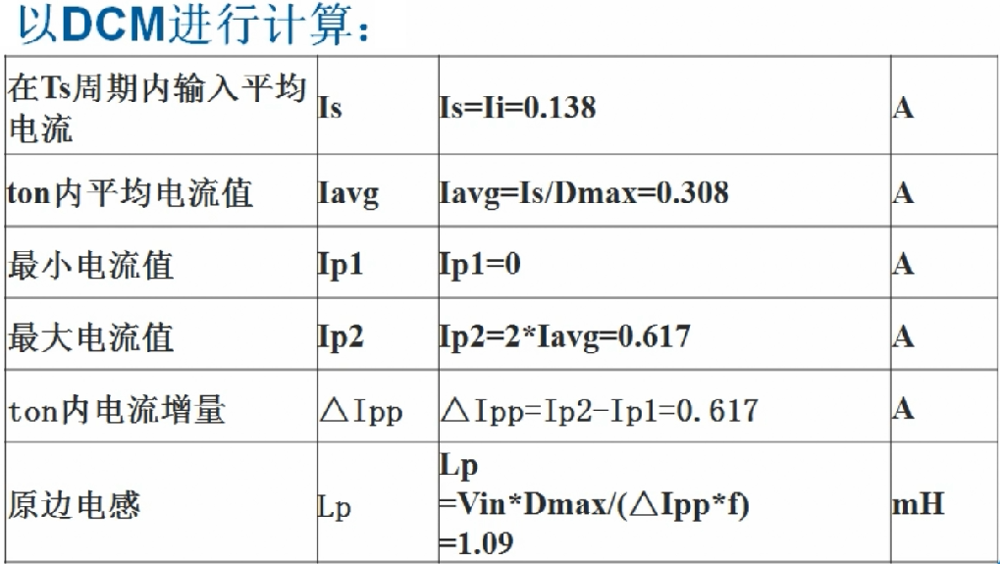 以DCM进行计算：
在Ts周期内输入平均
电流
Is
Is=Ii=0.138
A
ton内平均电流值
Iavg
Iavg=Is/Dmax=0.308
A
最小电流值
Ip1
Ip1=0
A
最大电流值
Ip2
Ip2=2*Iavg=0.617
A
ton内电流增量
△Ipp
△Ipp=Ip2-Ip1=0.617
A
原边电感
Lp
Lp
=Vin*Dmax/(△Ipp*f)
=1.09
mH